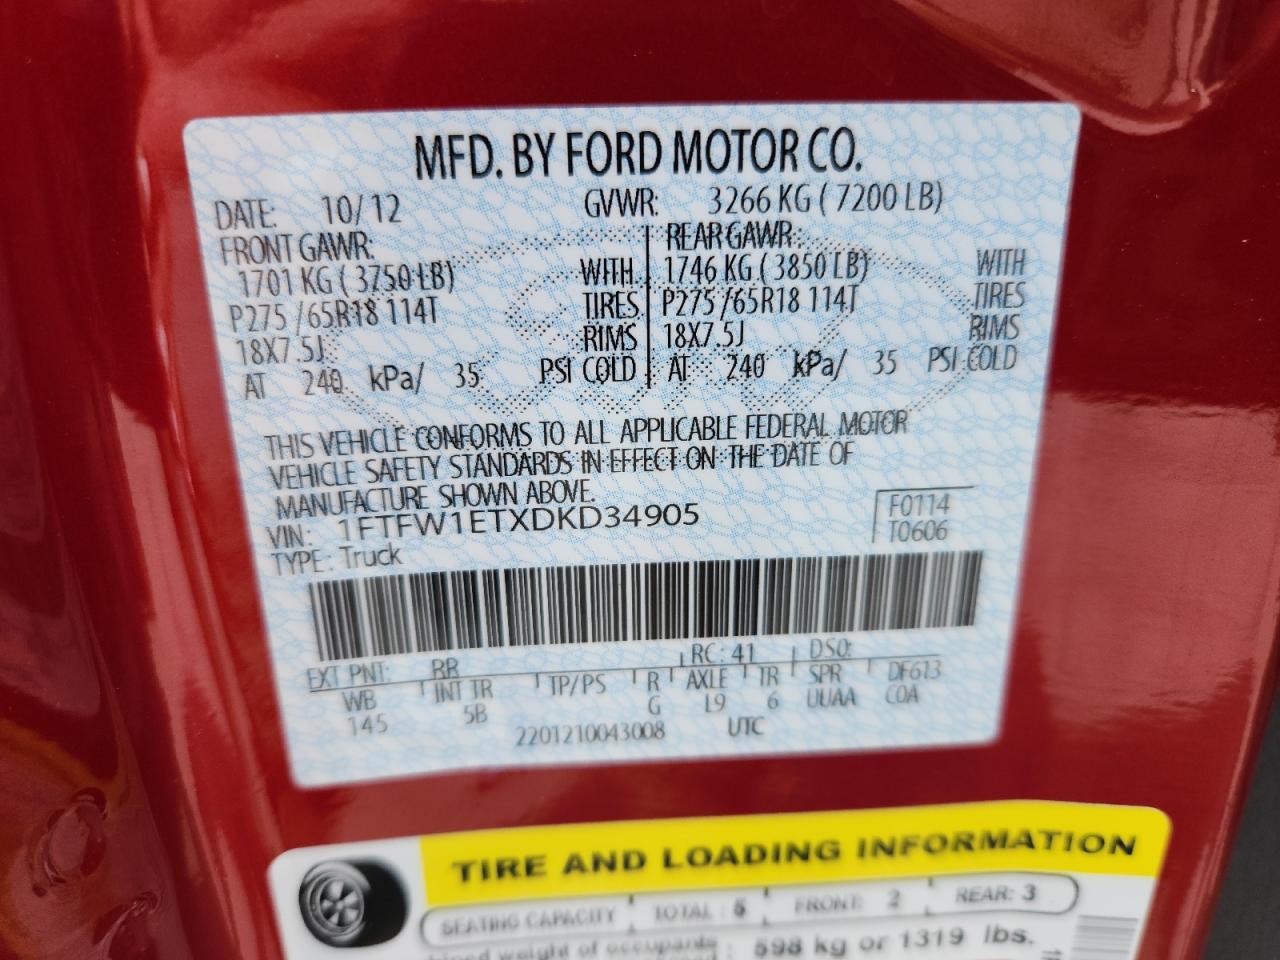 MFD. BY FORD MOTOR CO.
DATE: 10/12 GVWR: 3266 KG ( 7200 LB)
FRONT GAWR: REAR GAWR:
1701 KG ( 3750 LB) WITH 1746 KG ( 3850 LB) WITH
P275 /65R18 114T TIRES P275 /65R18 114T TIRES
18X7.5J RIMS 18X7.5J RIMS
AT 240 kPa/ 35 PSI COLD AT 240 kPa/ 35 PSI COLD
THIS VEHICLE CONFORMS TO ALL APPLICABLE FEDERAL MOTOR
VEHICLE SAFETY STANDARDS IN EFFECT ON THE DATE OF
MANUFACTURE SHOWN ABOVE.
VIN: 1FTFW1ETXDKD34905 F0114
TYPE: Truck T0606
EXT PNT: RR RC: 41 DSO:
WB INT TR TP/PS R AXLE TR SPR DF613
145 5B G L9 6 UUAA COA
2201210043008 UTC
TIRE AND LOADING INFORMATION
SEATING CAPACITY TOTAL : 5 FRONT: 2 REAR: 3
weight of occupants : 598 kg or 1319 lbs.